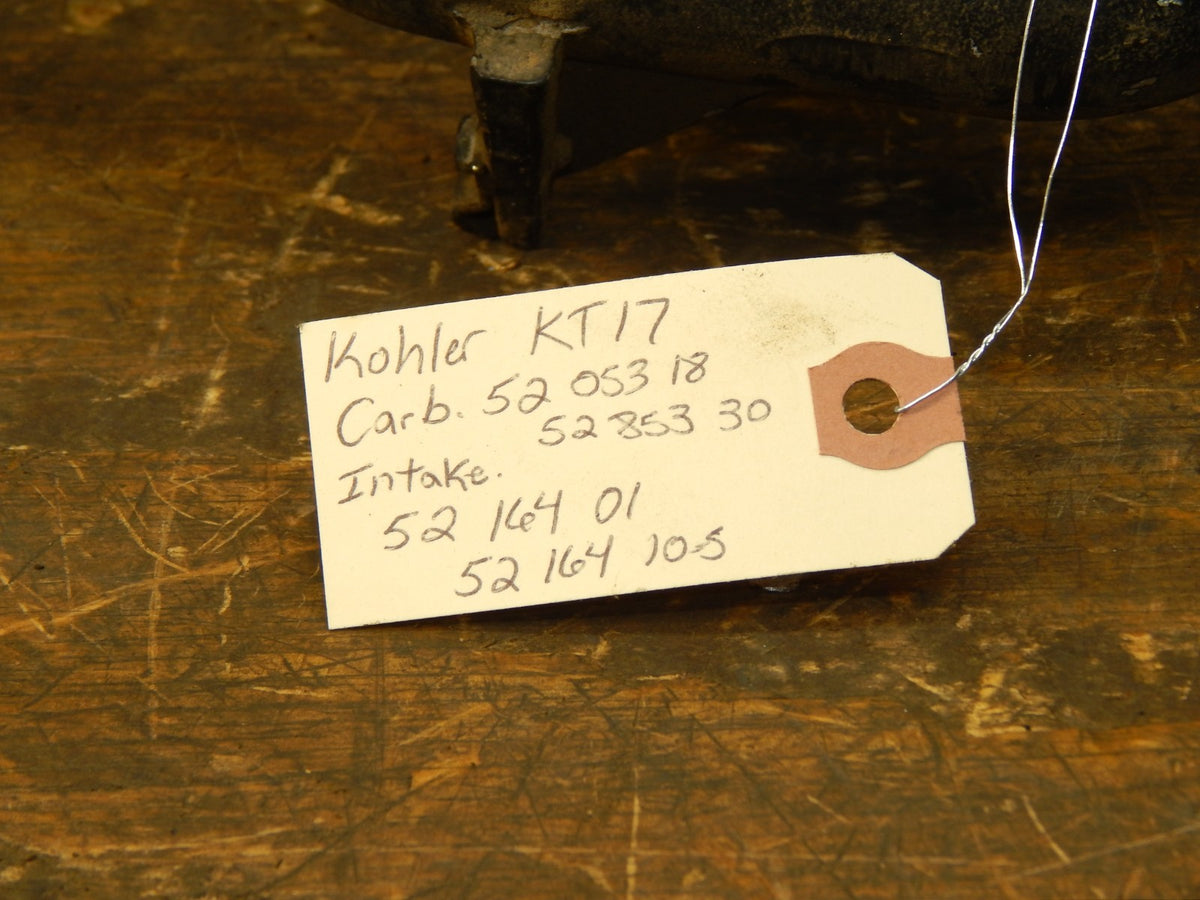 Kohler KT17
Carb. 52 053 18
52 853 30
Intake.
52 164 01
52 164 10-S